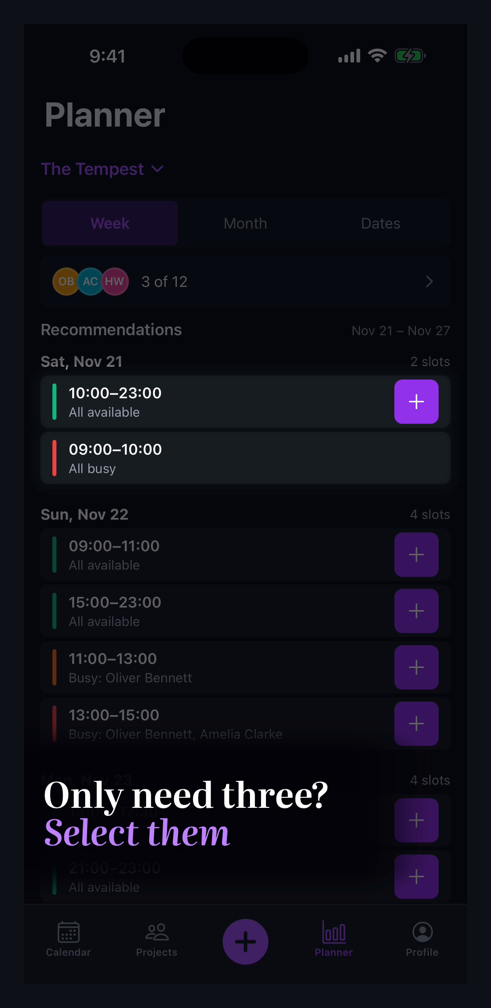 9:41
Planner
The Tempest
Week Month Dates
OB AC HW 3 of 12
Recommendations Nov 21 – Nov 27
Sat, Nov 21 2 slots
10:00–23:00
All available
09:00–10:00
All busy
Sun, Nov 22 4 slots
09:00–11:00
All available
15:00–23:00
All available
11:00–13:00
Busy: Oliver Bennett
13:00–15:00
Busy: Oliver Bennett, Amelia Clarke
Mon, Nov 23 4 slots
Only need three?
Select them
21:00–23:00
All available
Calendar Projects Planner Profile